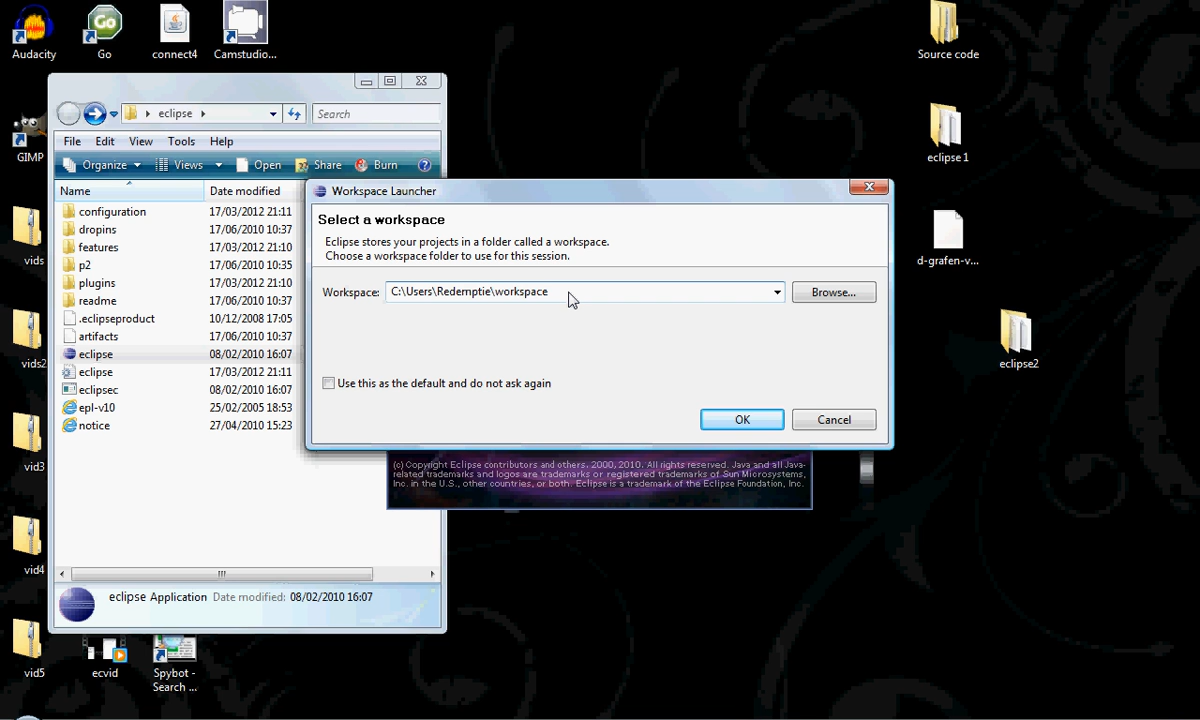 Audacity
Go
connect4
Camstudio...
Source code
GIMP
eclipse 1
vids
d-grafen-v...
vids2
eclipse2
vid3
vid4
vid5
ecvid
Spybot -
Search ...
eclipse
Search
File Edit View Tools Help
Organize Views Open Share Burn
Name Date modified
configuration 17/03/2012 21:11
dropins 17/06/2010 10:37
features 17/03/2012 21:10
p2 17/06/2010 10:35
plugins 17/03/2012 21:10
readme 17/06/2010 10:37
.eclipseproduct 10/12/2008 17:05
artifacts 17/06/2010 10:37
eclipse 08/02/2010 16:07
eclipse 17/03/2012 21:11
eclipsec 08/02/2010 16:07
epl-v10 25/02/2005 18:53
notice 27/04/2010 15:23
eclipse Application Date modified: 08/02/2010 16:07
Workspace Launcher
Select a workspace
Eclipse stores your projects in a folder called a workspace.
Choose a workspace folder to use for this session.
Workspace: C:\Users\Redemptie\workspace Browse...
Use this as the default and do not ask again
OK Cancel
(c) Copyright Eclipse contributors and others, 2000, 2010. All rights reserved. Java and all Java-
related trademarks and logos are trademarks or registered trademarks of Sun Microsystems,
Inc. in the U.S., other countries, or both. Eclipse is a trademark of the Eclipse Foundation, Inc.